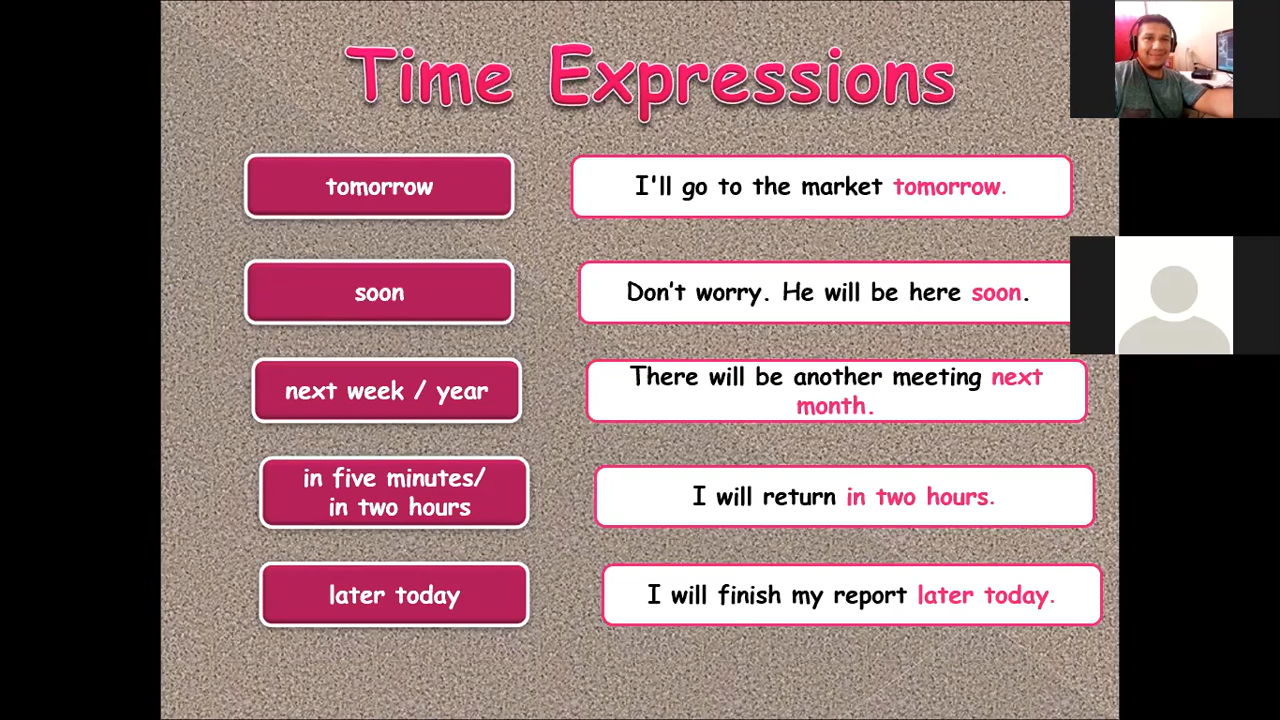 Time Expressions
tomorrow
I'll go to the market tomorrow.
soon
Don't worry. He will be here soon.
next week / year
There will be another meeting next
month.
in five minutes/
in two hours
I will return in two hours.
later today
I will finish my report later today.